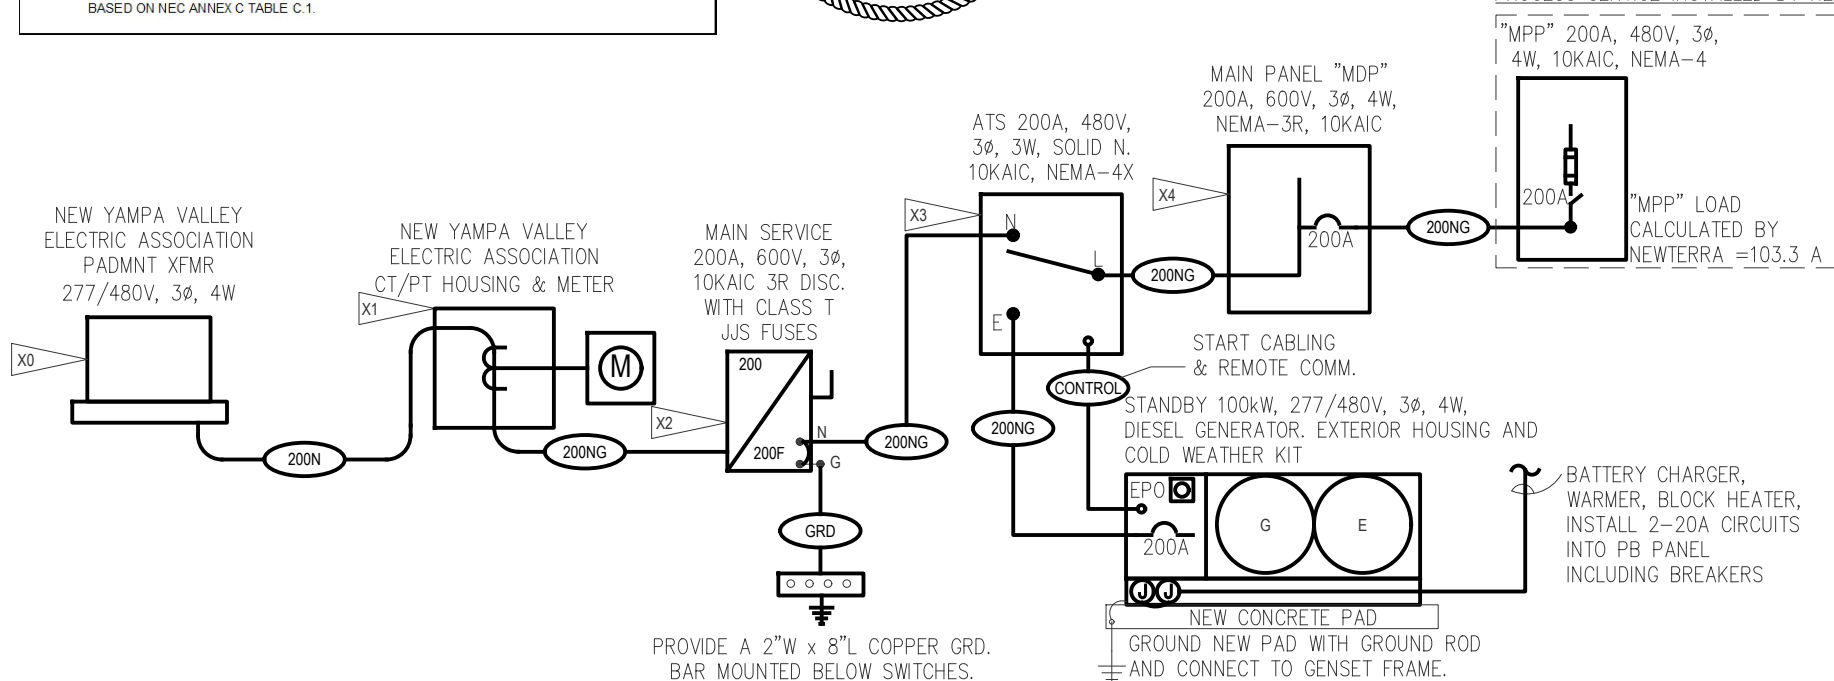 BASED ON NEC ANNEX C TABLE C.1.
"MPP" 200A, 480V, 3ø,
4W, 10KAIC, NEMA-4
200A
"MPP" LOAD
CALCULATED BY
NEWTERRA =103.3 A
MAIN PANEL "MDP"
200A, 600V, 3ø, 4W,
NEMA-3R, 10KAIC
X4
200A
200NG
ATS 200A, 480V,
3ø, 3W, SOLID N.
10KAIC, NEMA-4X
X3
N
L
E
200NG
NEW YAMPA VALLEY
ELECTRIC ASSOCIATION
PADMNT XFMR
277/480V, 3ø, 4W
X0
200N
NEW YAMPA VALLEY
ELECTRIC ASSOCIATION
CT/PT HOUSING & METER
X1
M
200NG
MAIN SERVICE
200A, 600V, 3ø,
10KAIC 3R DISC.
WITH CLASS T
JJS FUSES
X2
200
200F
N
G
200NG
GRD
PROVIDE A 2"W x 8"L COPPER GRD.
BAR MOUNTED BELOW SWITCHES.
START CABLING
& REMOTE COMM.
CONTROL
200NG
STANDBY 100kW, 277/480V, 3ø, 4W,
DIESEL GENERATOR. EXTERIOR HOUSING AND
COLD WEATHER KIT
EPO
200A
G
E
J
J
NEW CONCRETE PAD
GROUND NEW PAD WITH GROUND ROD
AND CONNECT TO GENSET FRAME.
BATTERY CHARGER,
WARMER, BLOCK HEATER,
INSTALL 2-20A CIRCUITS
INTO PB PANEL
INCLUDING BREAKERS